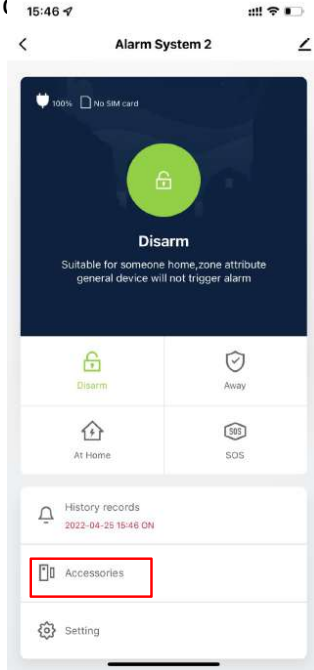 15:46
Alarm System 2
100% No SIM card
Disarm
Suitable for someone home,zone attribute
general device will not trigger alarm
Disarm
Away
At Home
SOS
SOS
History records
2022-04-25 15:46 ON
Accessories
Setting